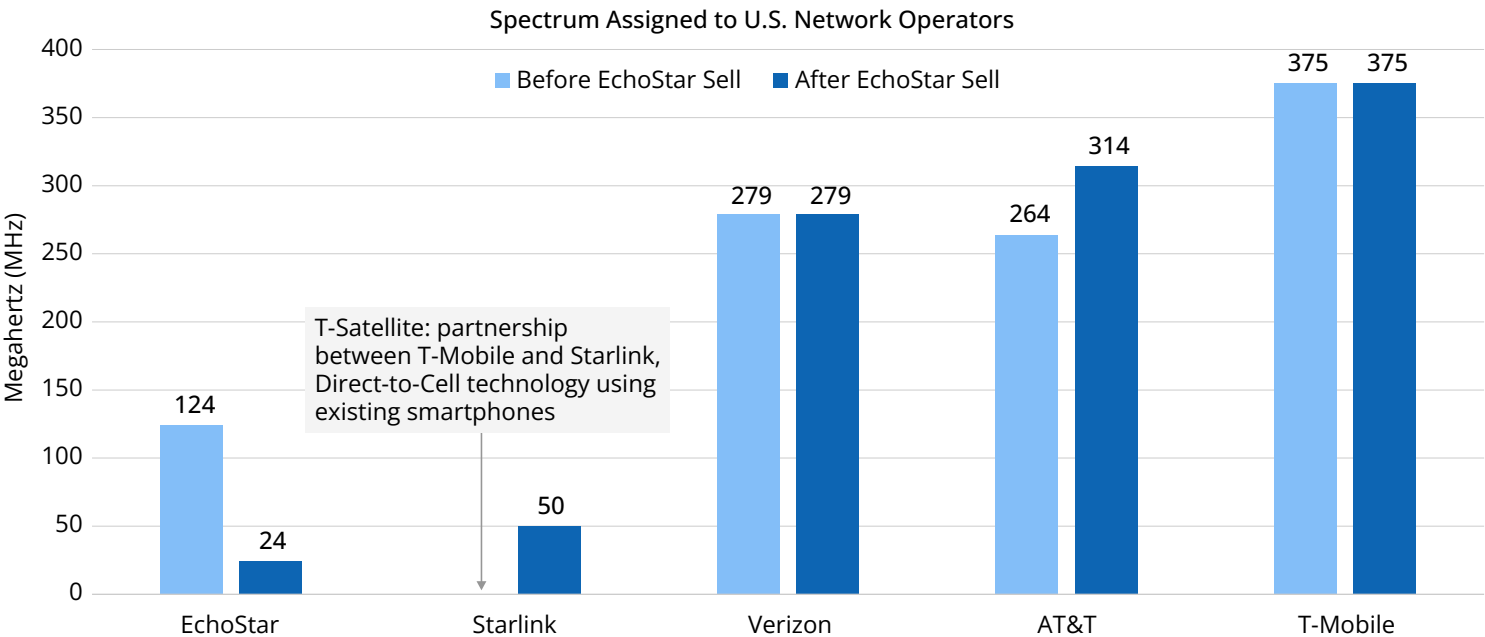 Spectrum Assigned to U.S. Network Operators
Before EchoStar Sell
After EchoStar Sell
Megahertz (MHz)
400
350
300
250
200
150
100
50
0
124
24
T-Satellite: partnership
between T-Mobile and Starlink,
Direct-to-Cell technology using
existing smartphones
50
279
279
264
314
375
375
EchoStar
Starlink
Verizon
AT&T
T-Mobile